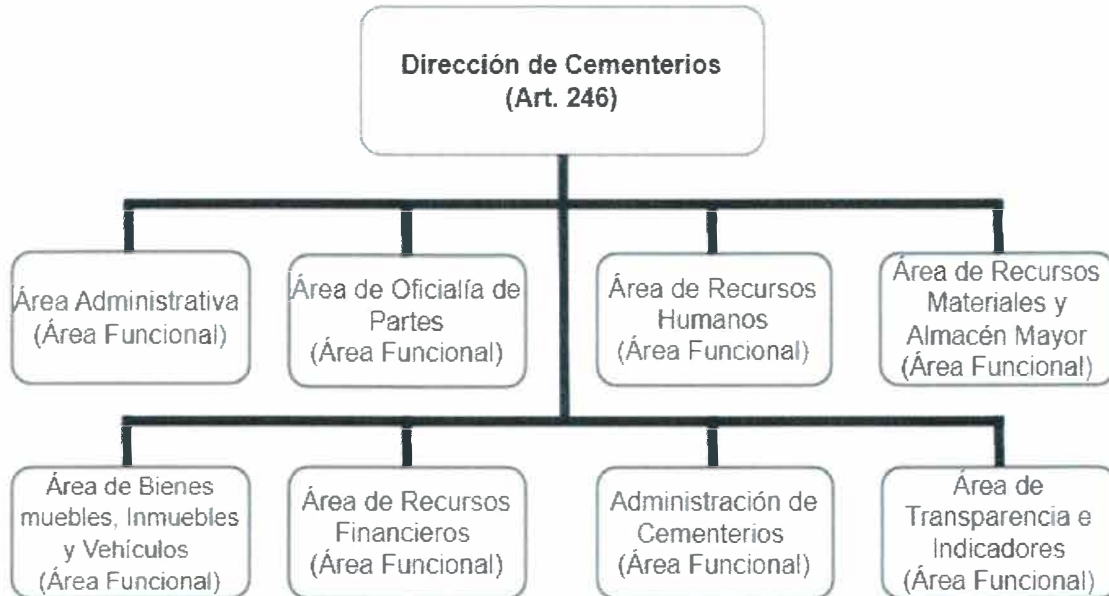 Dirección de Cementerios
(Art. 246)
Área Administrativa
(Área Funcional)
Área de Oficialía de
Partes
(Área Funcional)
Área de Recursos
Humanos
(Área Funcional)
Área de Recursos
Materiales y
Almacén Mayor
(Área Funcional)
Área de Bienes
muebles, Inmuebles
y Vehículos
(Área Funcional)
Área de Recursos
Financieros
(Área Funcional)
Administración de
Cementerios
(Área Funcional)
Área de
Transparencia e
Indicadores
(Área Funcional)